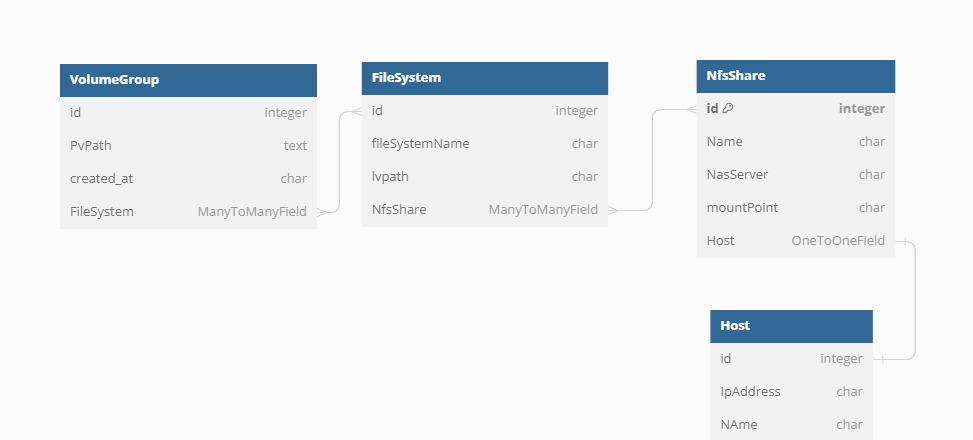 VolumeGroup
id integer
PvPath text
created_at char
FileSystem ManyToManyField
FileSystem
id integer
fileSystemName char
lvpath char
NfsShare ManyToManyField
NfsShare
id integer
Name char
NasServer char
mountPoint char
Host OneToOneField
Host
id integer
IpAddress char
NAme char